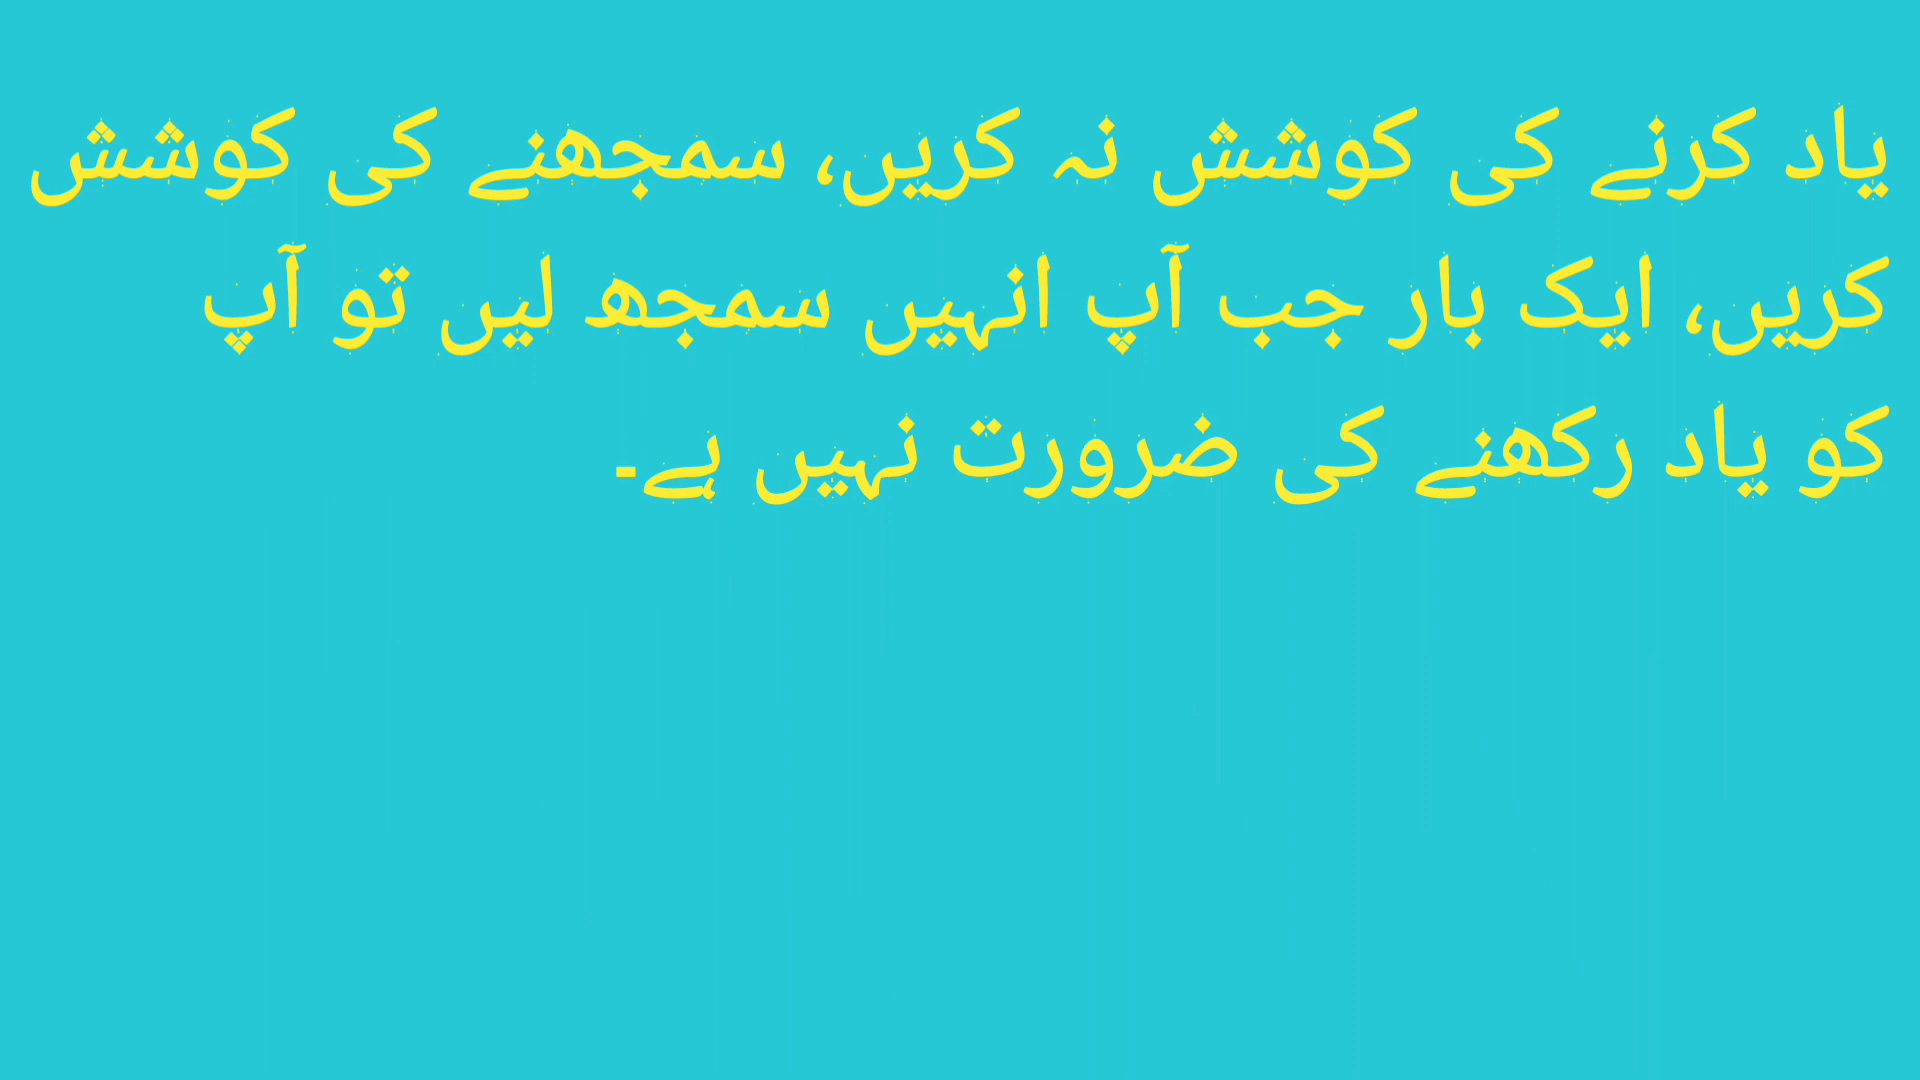 یاد کرنے کی کوشش نہ کریں، سمجھنے کی کوشش
کریں، ایک بار جب آپ انہیں سمجھ لیں تو آپ
کو یاد رکھنے کی ضرورت نہیں ہے۔